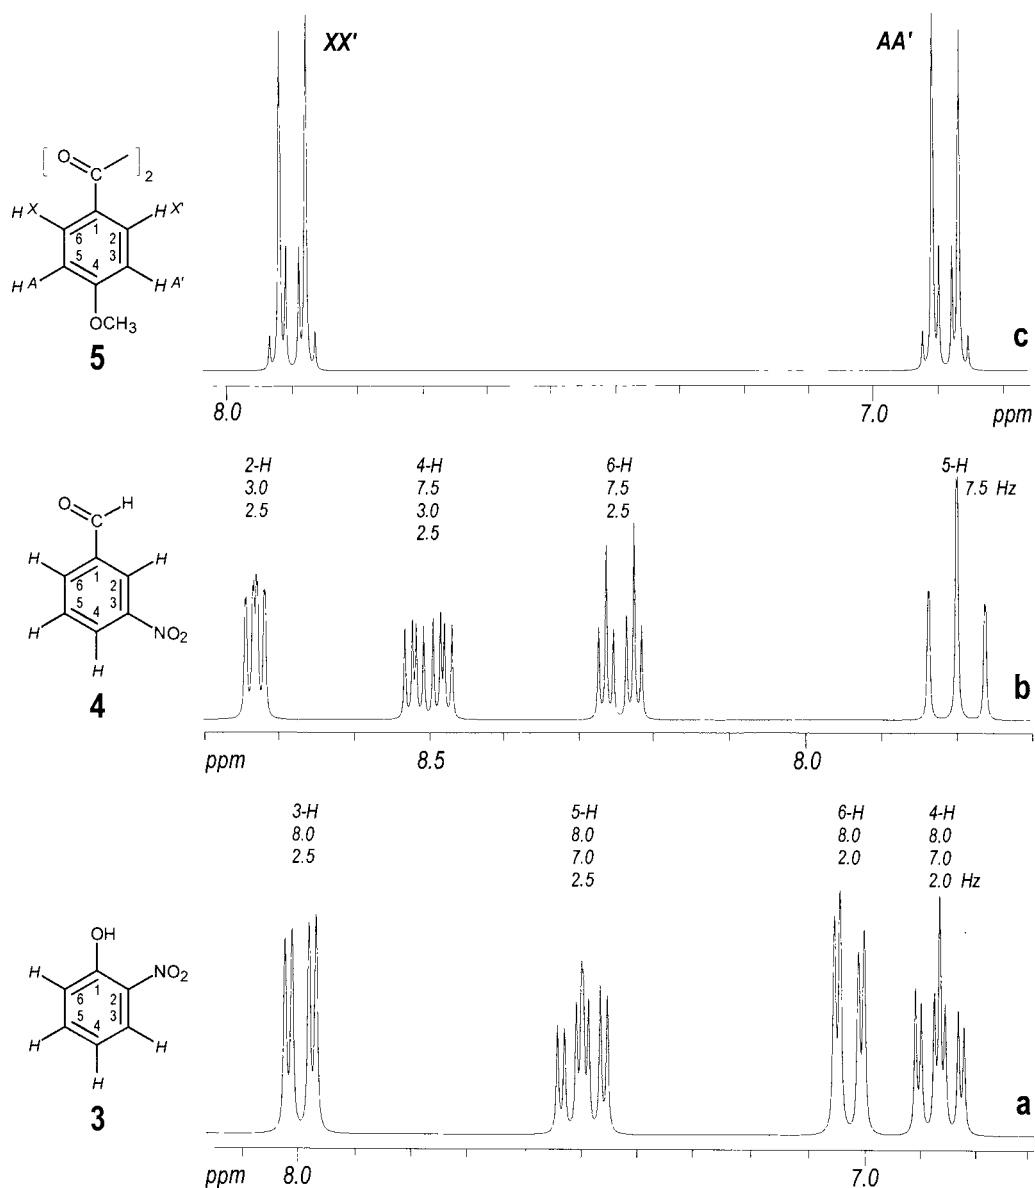 XX'
AA'
[ O C ]2
H X
H X'
1
6
2
5
3
4
H A
H A'
OCH3
5
c
8.0
7.0
ppm
2-H
3.0
2.5
4-H
7.5
3.0
2.5
6-H
7.5
2.5
5-H
7.5 Hz
O
C
H
H
H
1
6
2
5
3
4
H
NO2
H
4
b
ppm
8.5
8.0
3-H
8.0
2.5
5-H
8.0
7.0
2.5
6-H
8.0
2.0
4-H
8.0
7.0
2.0 Hz
OH
H
NO2
1
6
2
5
3
4
H
H
H
3
a
ppm
8.0
7.0